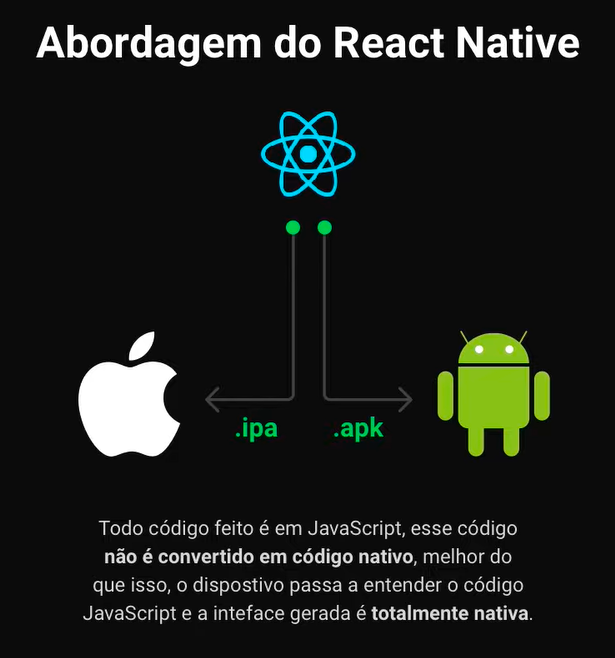 Abordagem do React Native
.ipa
.apk
Todo código feito é em JavaScript, esse código
não é convertido em código nativo, melhor do
que isso, o dispostivo passa a entender o código
JavaScript e a inteface gerada é totalmente nativa.